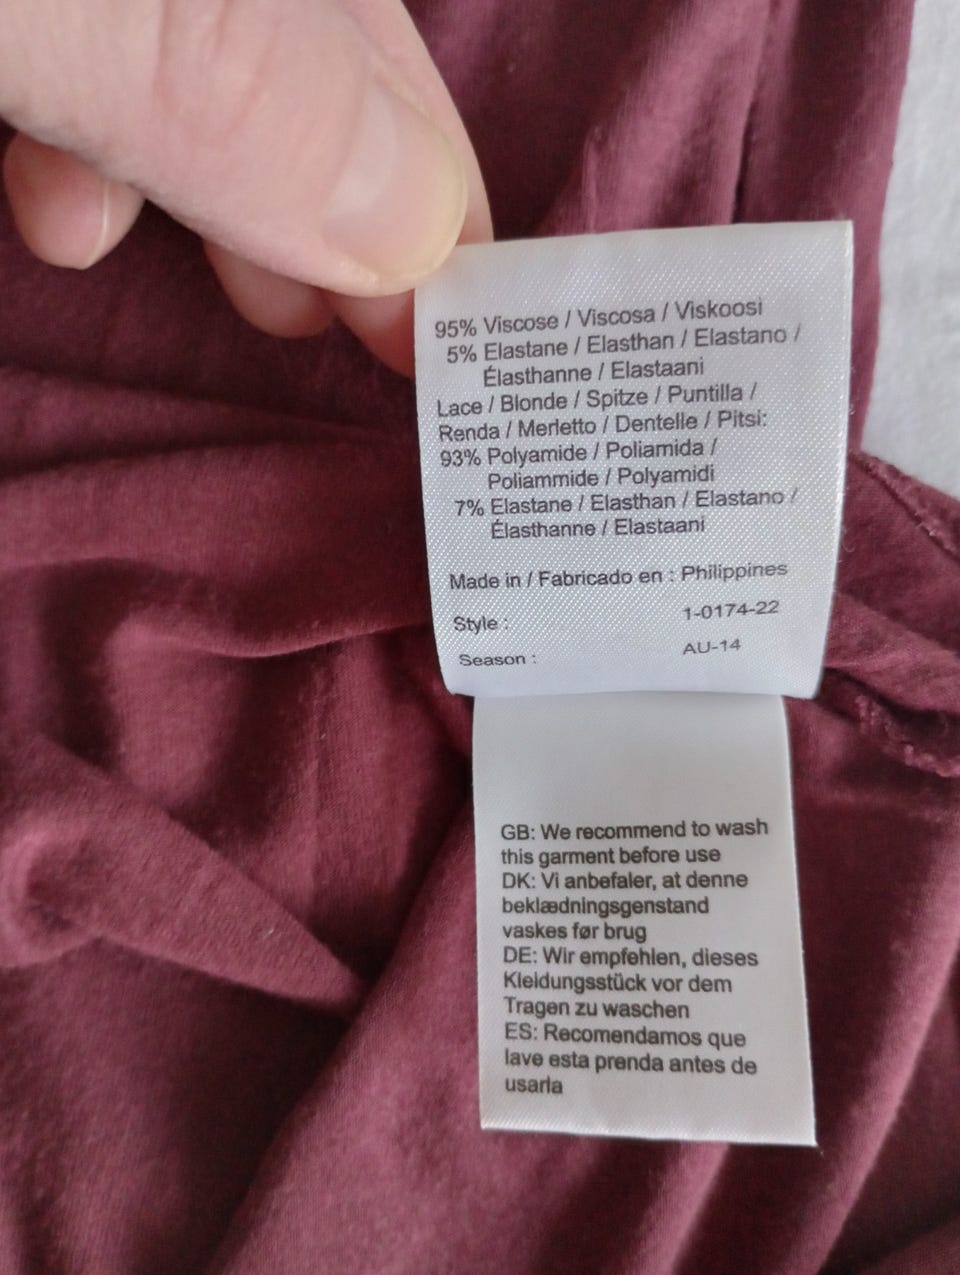 95% Viscose / Viscosa / Viskoosi
5% Elastane / Elasthan / Elastano /
Élasthanne / Elastaani
Lace / Blonde / Spitze / Puntilla /
Renda / Merletto / Dentelle / Pitsi:
93% Polyamide / Poliamida /
Poliammide / Polyamidi
7% Elastane / Elasthan / Elastano /
Élasthanne / Elastaani
Made in / Fabricado en : Philippines
Style : 1-0174-22
Season : AU-14
GB: We recommend to wash
this garment before use
DK: Vi anbefaler, at denne
beklædningsgenstand
vaskes før brug
DE: Wir empfehlen, dieses
Kleidungsstück vor dem
Tragen zu waschen
ES: Recomendamos que
lave esta prenda antes de
usarla